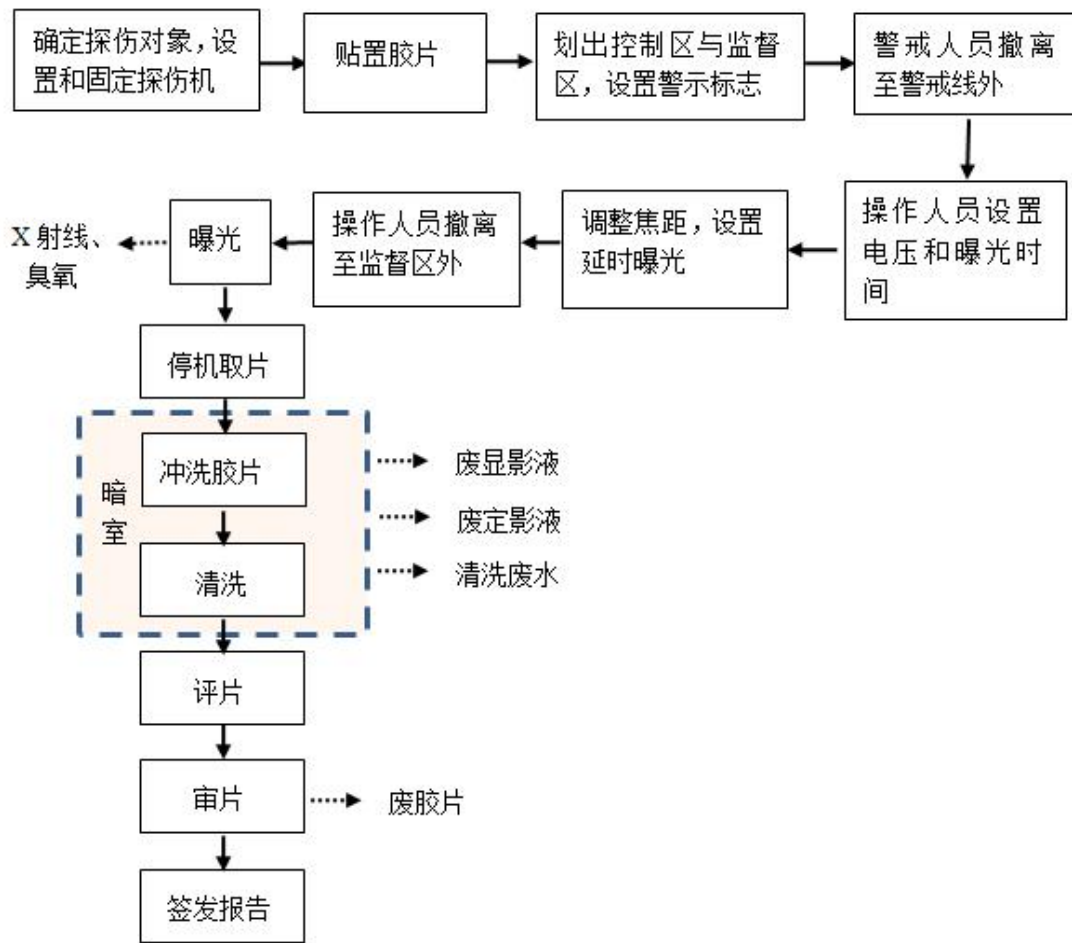 确定探伤对象，设
置和固定探伤机
贴置胶片
划出控制区与监督
区，设置警示标志
警戒人员撤离
至警戒线外
操作人员设置
电压和曝光时
间
调整焦距，设置
延时曝光
操作人员撤离
至监督区外
曝光
X 射线、
臭氧
停机取片
暗
室
冲洗胶片
废显影液
废定影液
清洗
清洗废水
评片
审片
废胶片
签发报告